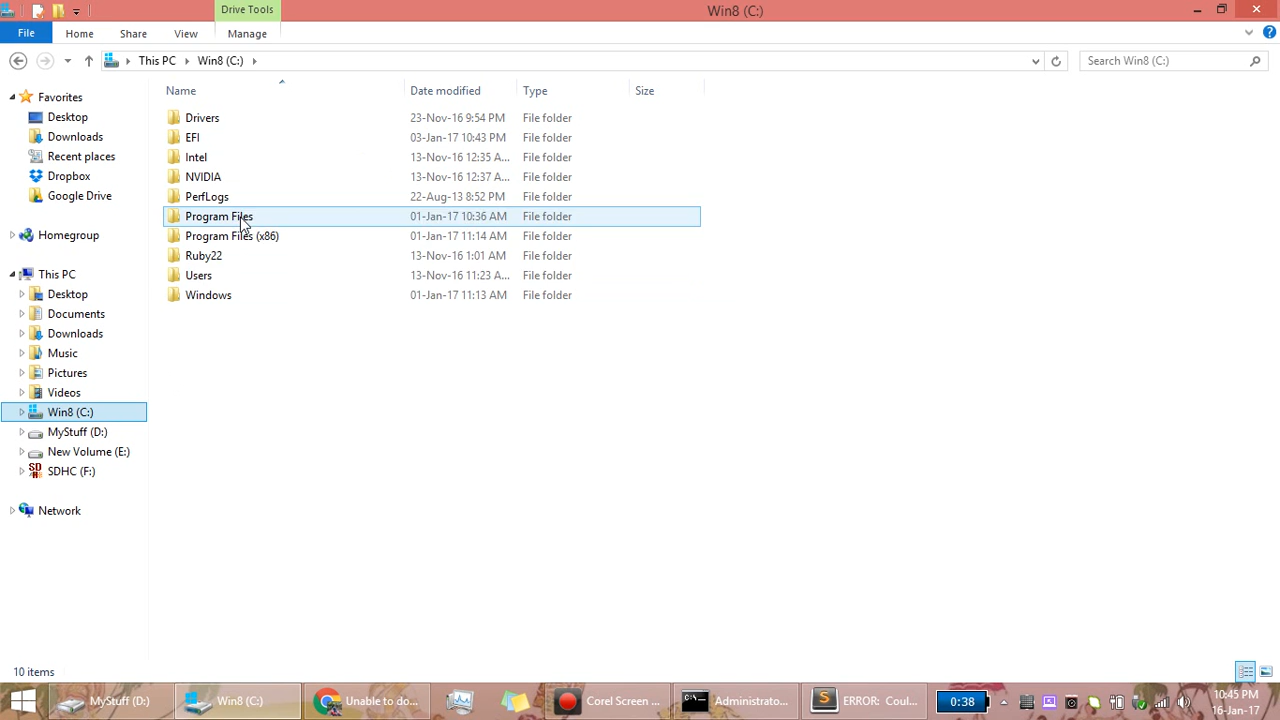 Drive Tools
Win8 (C:)
File Home Share View Manage
This PC Win8 (C:)
Search Win8 (C:)
Name Date modified Type Size
Favorites
Desktop
Downloads
Recent places
Dropbox
Google Drive
Homegroup
This PC
Desktop
Documents
Downloads
Music
Pictures
Videos
Win8 (C:)
MyStuff (D:)
New Volume (E:)
SDHC (F:)
Network
Drivers 23-Nov-16 9:54 PM File folder
EFI 03-Jan-17 10:43 PM File folder
Intel 13-Nov-16 12:35 A... File folder
NVIDIA 13-Nov-16 12:37 A... File folder
PerfLogs 22-Aug-13 8:52 PM File folder
Program Files 01-Jan-17 10:36 AM File folder
Program Files (x86) 01-Jan-17 11:14 AM File folder
Ruby22 13-Nov-16 1:01 AM File folder
Users 13-Nov-16 11:23 A... File folder
Windows 01-Jan-17 11:13 AM File folder
10 items
MyStuff (D:) Win8 (C:) Unable to do... Corel Screen ... Administrato... ERROR: Coul... 0:38
10:45 PM
16-Jan-17